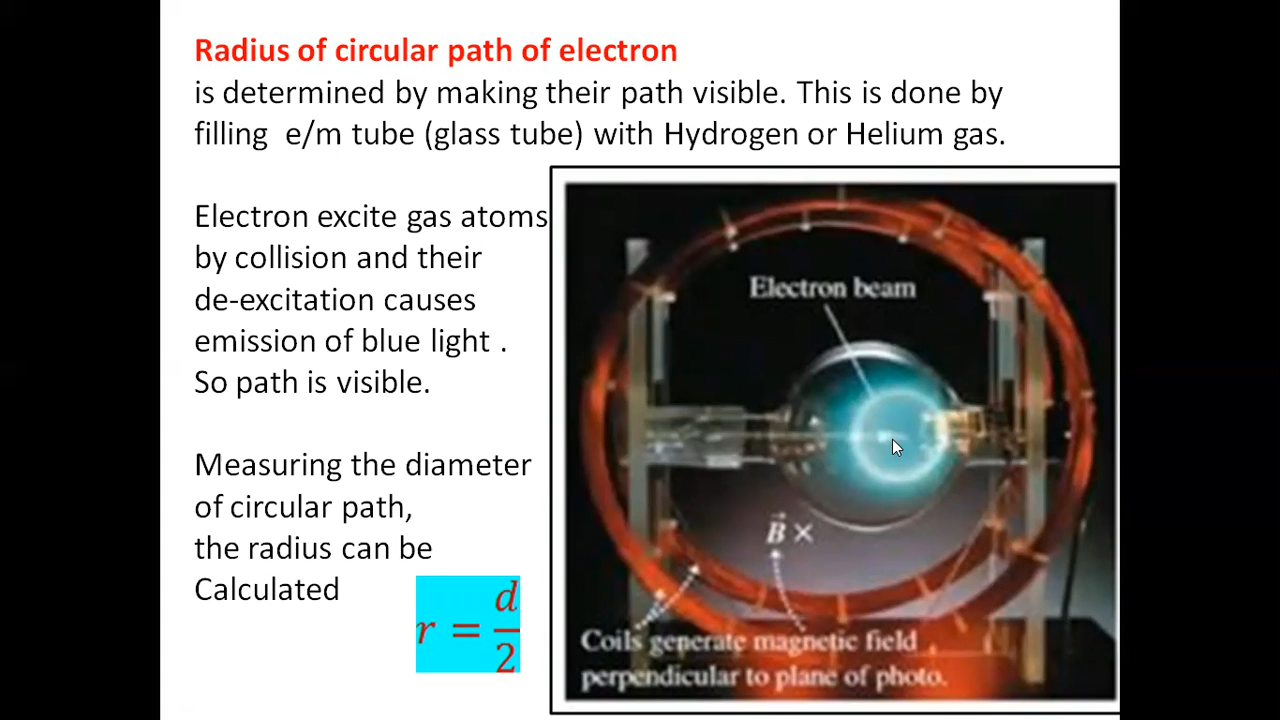 Radius of circular path of electron
is determined by making their path visible. This is done by
filling e/m tube (glass tube) with Hydrogen or Helium gas.
Electron excite gas atoms
by collision and their
de-excitation causes
emission of blue light .
So path is visible.
Measuring the diameter
of circular path,
the radius can be
Calculated
r = d/2
Electron beam
B⃗ ×
Coils generate magnetic field
perpendicular to plane of photo.